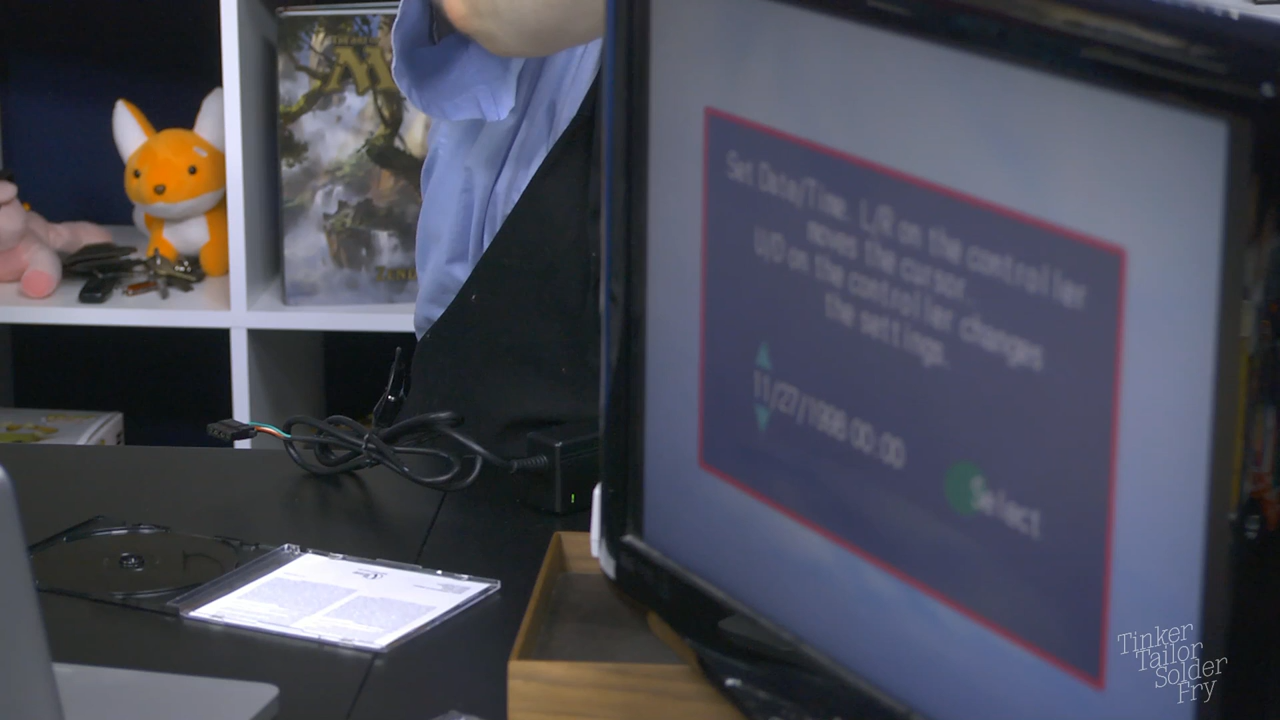 Set Date/Time. L/R on the controller
moves the cursor.
U/D on the controller changes
the settings.
11/27/1998 00:00
Select
Tinker
Tailor
Solder
Fry